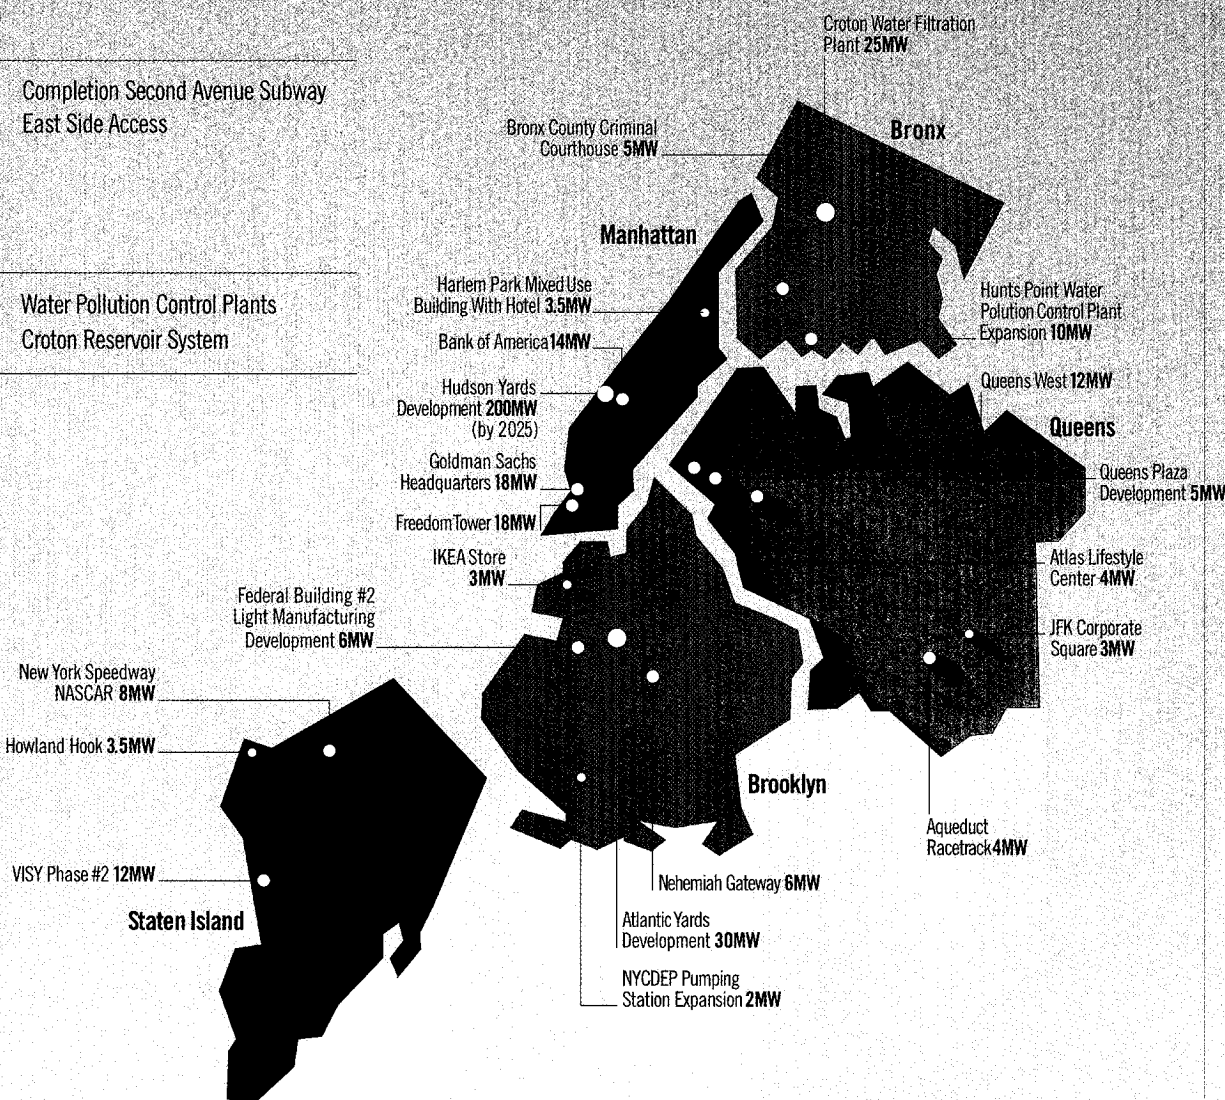 Croton Water Filtration
Plant 25MW
Completion Second Avenue Subway
East Side Access
Bronx County Criminal
Courthouse 5MW
Bronx
Manhattan
Water Pollution Control Plants
Croton Reservoir System
Harlem Park Mixed Use
Building With Hotel 3.5MW
Bank of America 14MW
Hunts Point Water
Polution Control Plant
Expansion 10MW
Hudson Yards
Development 200MW
(by 2025)
Queens West 12MW
Queens
Goldman Sachs
Headquarters 18MW
Queens Plaza
Development 5MW
Freedom Tower 18MW
IKEA Store
3MW
Atlas Lifestyle
Center 4MW
Federal Building #2
Light Manufacturing
Development 6MW
JFK Corporate
Square 3MW
New York Speedway
NASCAR 8MW
Howland Hook 3.5MW
Brooklyn
Aqueduct
Racetrack 4MW
VISY Phase #2 12MW
Staten Island
Nehemiah Gateway 6MW
Atlantic Yards
Development 30MW
NYCDEP Pumping
Station Expansion 2MW